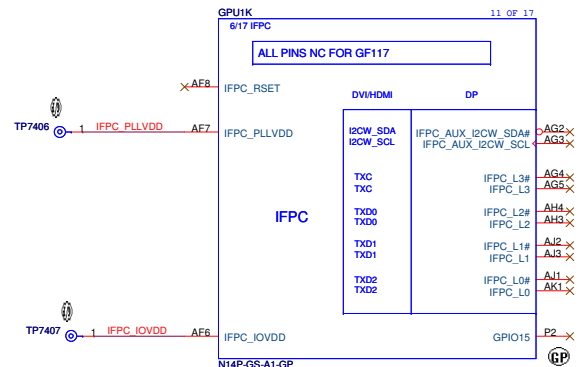 GPU1K 11 OF 17
6/17 IFPC
ALL PINS NC FOR GF117
AF8 IFPC_RSET
DVI/HDMI DP
TP7406 1 IFPC_PLLVDD AF7 IFPC_PLLVDD
I2CW_SDA IFPC_AUX_I2CW_SDA# AG2
I2CW_SCL IFPC_AUX_I2CW_SCL AG3
TXC IFPC_L3# AG4
TXC IFPC_L3 AG5
TXD0 IFPC_L2# AH4
TXD0 IFPC_L2 AH3
IFPC
TXD1 IFPC_L1# AJ2
TXD1 IFPC_L1 AJ3
TXD2 IFPC_L0# AJ1
TXD2 IFPC_L0 AK1
TP7407 1 IFPC_IOVDD AF6 IFPC_IOVDD
GPIO15 P2
GP
N14P-GS-A1-GP